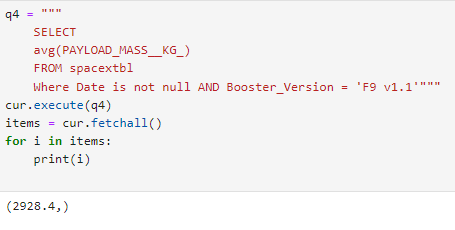 q4 = """
SELECT
avg(PAYLOAD_MASS__KG_)
FROM spacextbl
Where Date is not null AND Booster_Version = 'F9 v1.1'"""
cur.execute(q4)
items = cur.fetchall()
for i in items:
print(i)
(2928.4,)